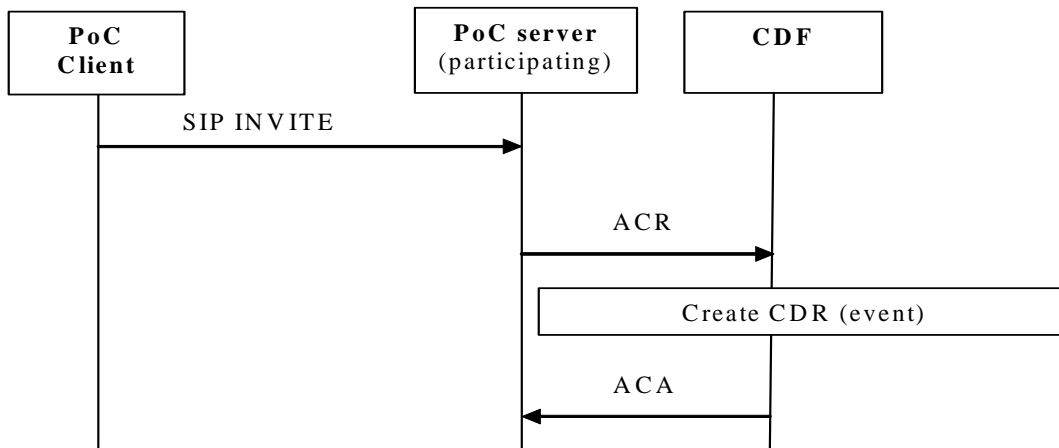 PoC
Client
PoC server
(participating)
CDF
SIP INVITE
ACR
Create CDR (event)
ACA